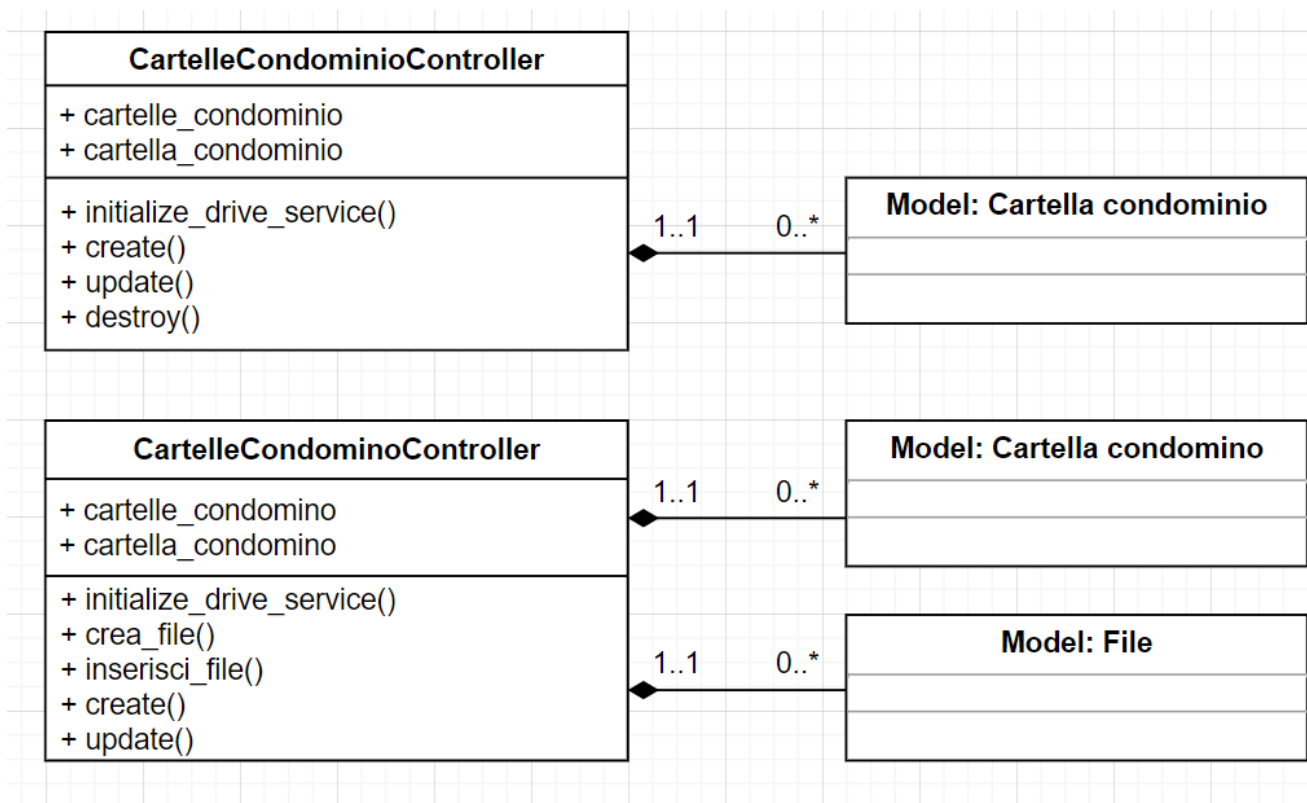 CartelleCondominioController
+ cartelle_condominio
+ cartella_condominio
+ initialize_drive_service()
+ create()
+ update()
+ destroy()
1..1 0..*
Model: Cartella condominio
CartelleCondominoController
+ cartelle_condomino
+ cartella_condomino
+ initialize_drive_service()
+ crea_file()
+ inserisci_file()
+ create()
+ update()
1..1 0..*
Model: Cartella condomino
1..1 0..*
Model: File